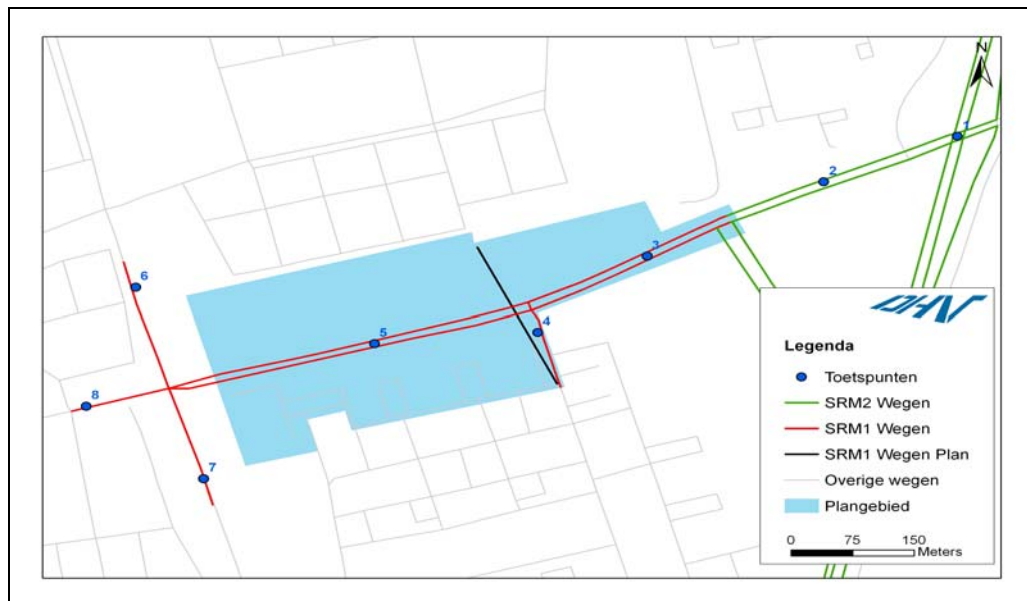 N
1
2
3
6
4
5
8
7
DHV
Legenda
Toetspunten
SRM2 Wegen
SRM1 Wegen
SRM1 Wegen Plan
Overige wegen
Plangebied
0 75 150
Meters